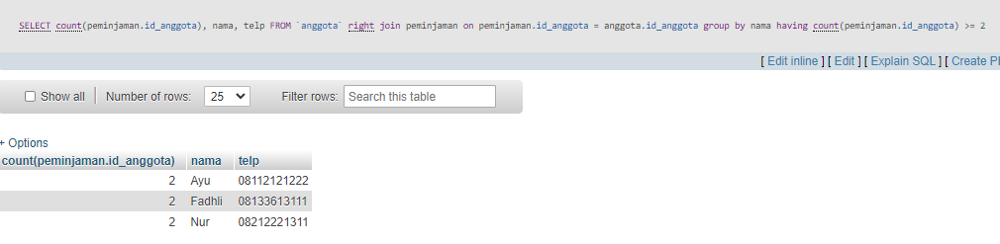 SELECT count(peminjaman.id_anggota), nama, telp FROM `anggota` right join peminjaman on peminjaman.id_anggota = anggota.id_anggota group by nama having count(peminjaman.id_anggota) >= 2
[ Edit inline ] [ Edit ] [ Explain SQL ] [ Create P
Show all Number of rows: 25 Filter rows: Search this table
+ Options
count(peminjaman.id_anggota) nama telp
2 Ayu 08112121222
2 Fadhli 08133613111
2 Nur 08212221311